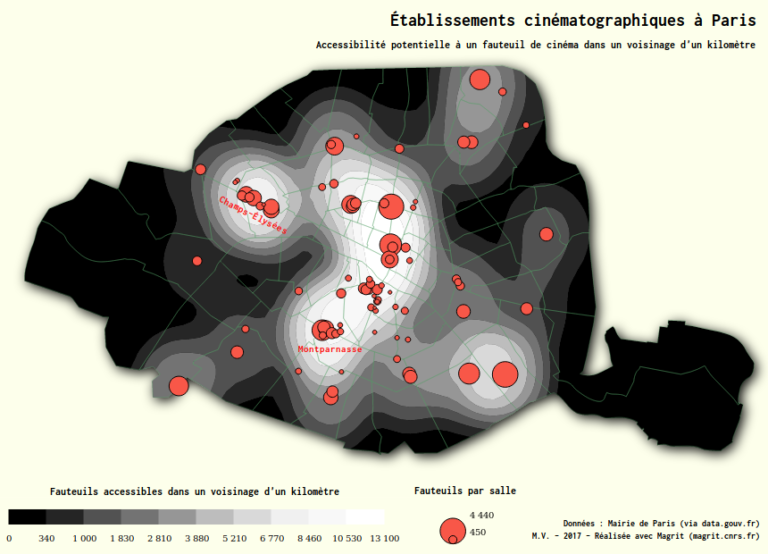 Établissements cinématographiques à Paris
Accessibilité potentielle à un fauteuil de cinéma dans un voisinage d'un kilomètre
Champs-Élysées
Montparnasse
Fauteuils accessibles dans un voisinage d'un kilomètre
0 340 1 000 1 830 2 810 3 880 5 210 6 770 8 460 10 530 13 100
Fauteuils par salle
4 440
450
Données : Mairie de Paris (via data.gouv.fr)
M.V. - 2017 - Réalisée avec Magrit (magrit.cnrs.fr)